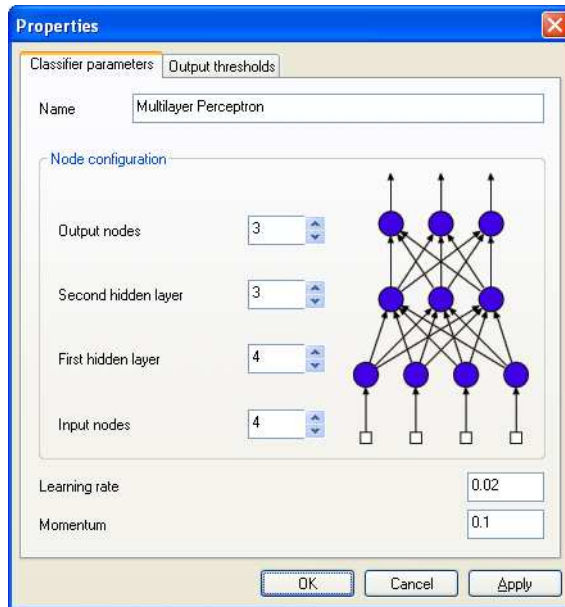 Properties
Classifier parameters
Output thresholds
Name
Multilayer Perceptron
Node configuration
Output nodes
3
Second hidden layer
3
First hidden layer
4
Input nodes
4
Learning rate
0.02
Momentum
0.1
OK
Cancel
Apply